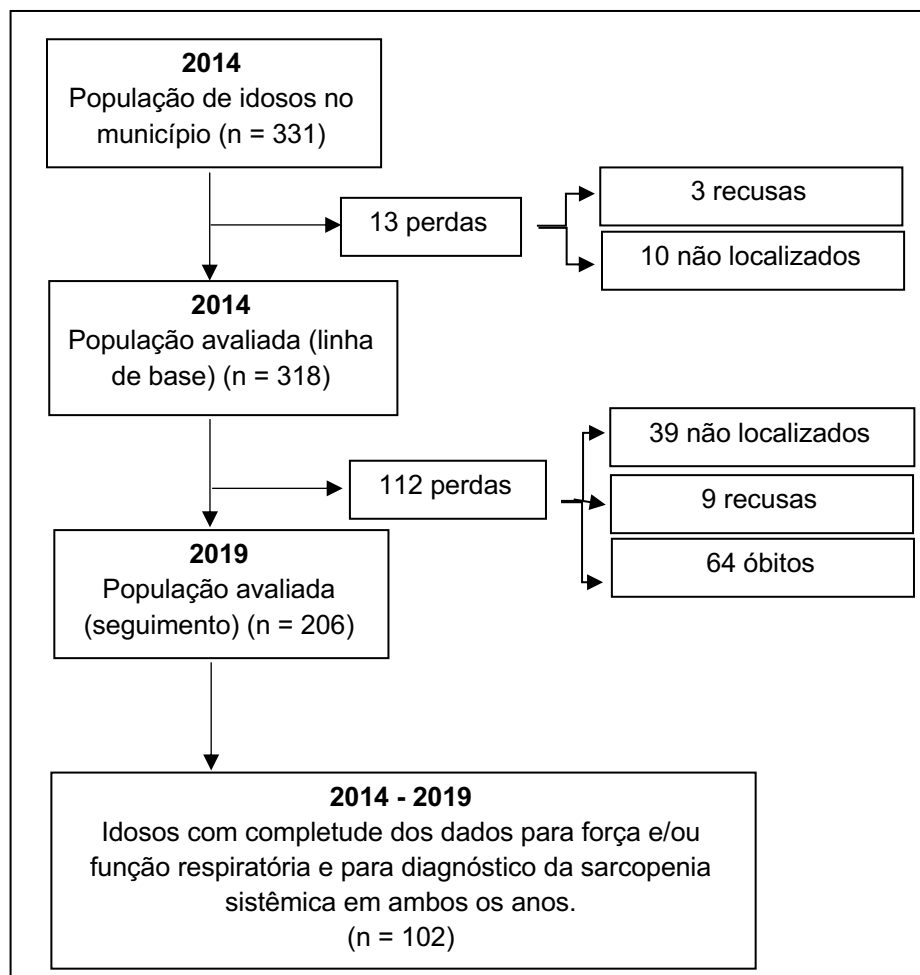 2014
População de idosos no
município (n = 331)
13 perdas
3 recusas
10 não localizados
2014
População avaliada (linha
de base) (n = 318)
112 perdas
39 não localizados
9 recusas
64 óbitos
2019
População avaliada
(seguimento) (n = 206)
2014 - 2019
Idosos com completude dos dados para força e/ou
função respiratória e para diagnóstico da sarcopenia
sistêmica em ambos os anos.
(n = 102)